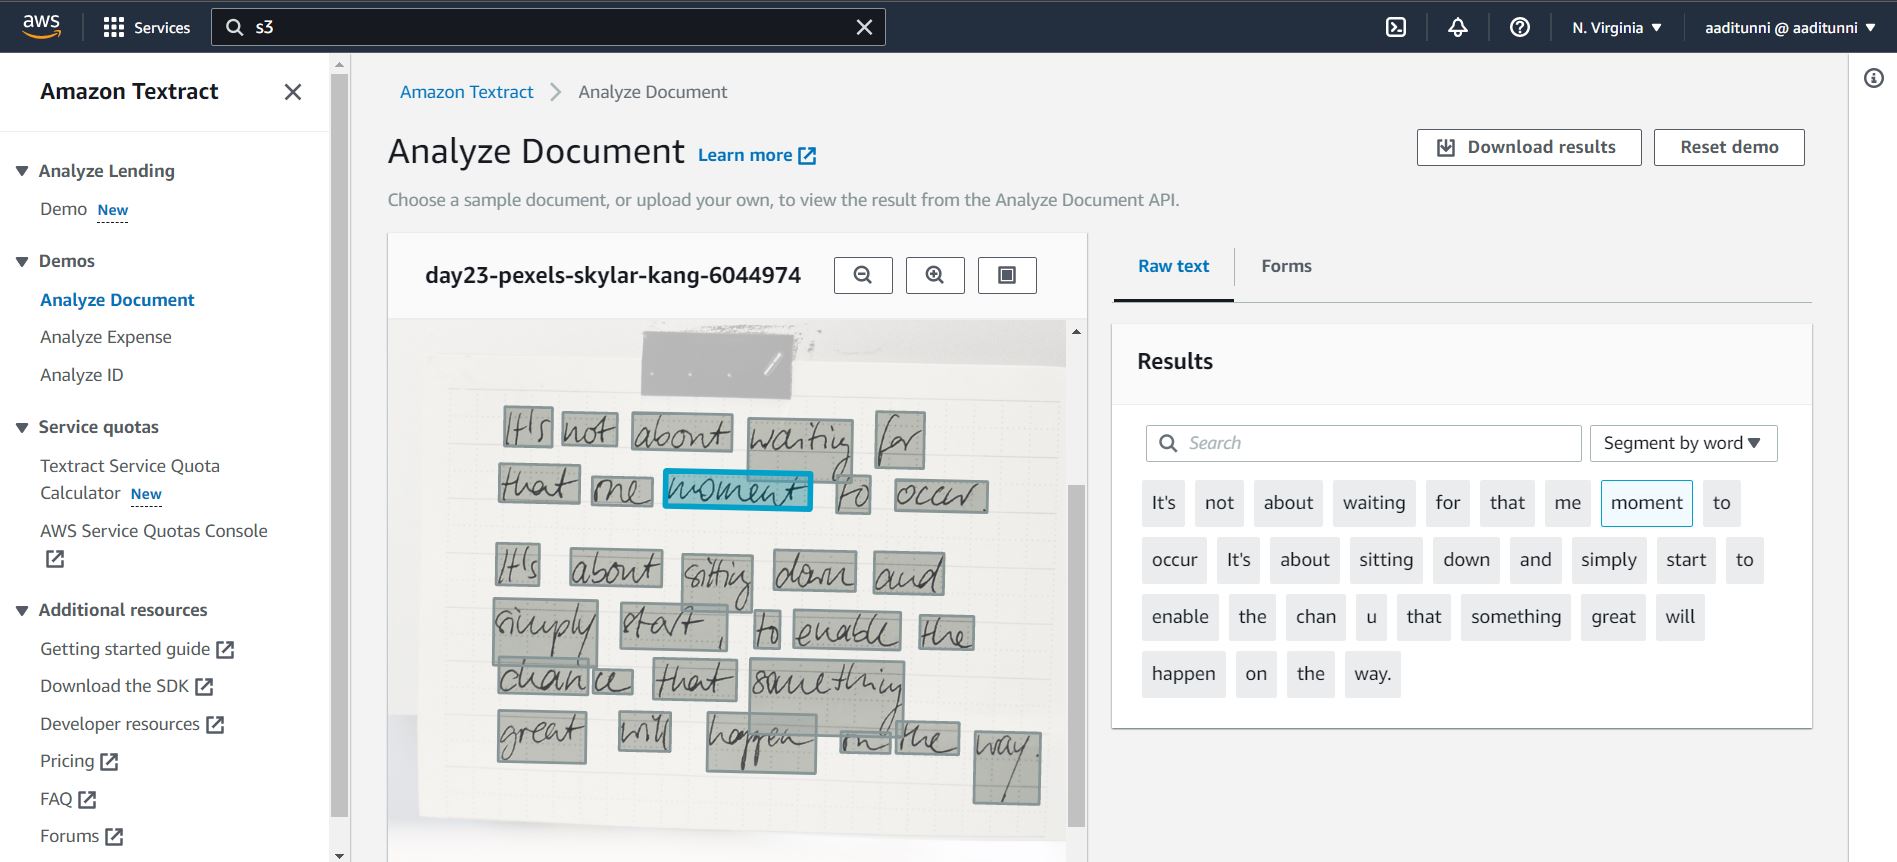 aws
Services
s3
N. Virginia
aaditunni @ aaditunni
Amazon Textract
Analyze Lending
Demo New
Demos
Analyze Document
Analyze Expense
Analyze ID
Service quotas
Textract Service Quota
Calculator New
AWS Service Quotas Console
Additional resources
Getting started guide
Download the SDK
Developer resources
Pricing
FAQ
Forums
Amazon Textract > Analyze Document
Analyze Document Learn more
Download results
Reset demo
Choose a sample document, or upload your own, to view the result from the Analyze Document API.
day23-pexels-skylar-kang-6044974
It's not about waiting for
that one moment to occur.
It's about sitting down and
simply start, to enable the
chance that something
great will happen on the way.
Raw text
Forms
Results
Search
Segment by word
It's not about waiting for that me moment to
occur It's about sitting down and simply start to
enable the chan u that something great will
happen on the way.